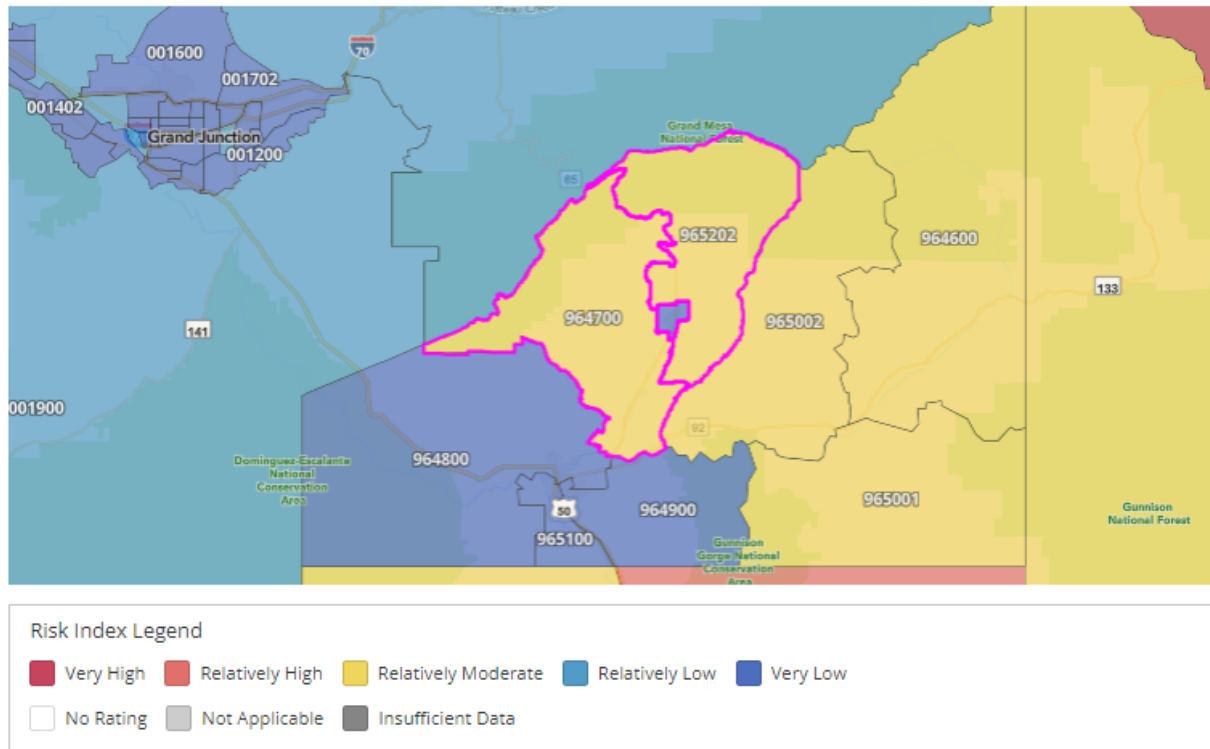 70
001600
001702
001402
Grand Junction
001200
Grand Mesa
National Forest
65
965202
964600
133
141
964700
965002
001900
92
Dominguez-Escalante
National
Conservation
Area
964800
965001
50
964900
Gunnison
National Forest
965100
Gunnison
Gorge National
Conservation
Area
Risk Index Legend
Very High
Relatively High
Relatively Moderate
Relatively Low
Very Low
No Rating
Not Applicable
Insufficient Data